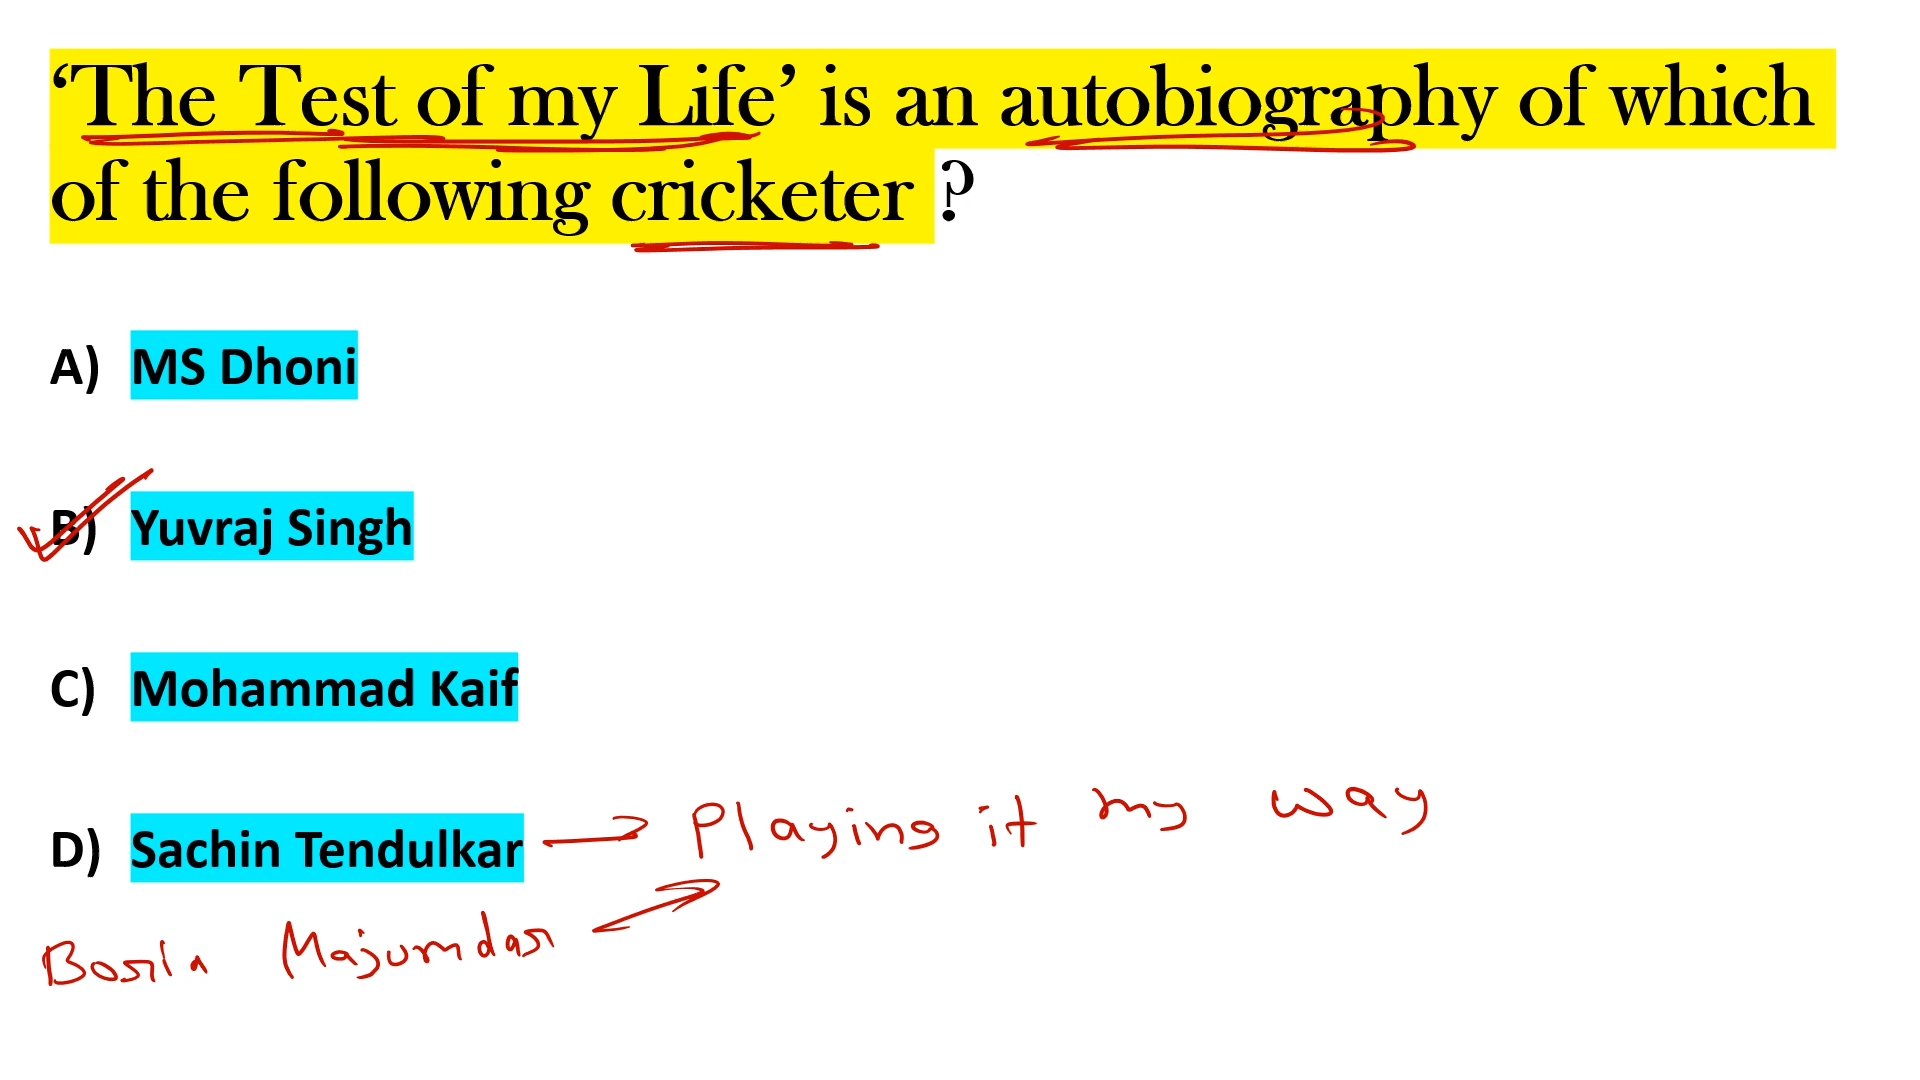 ‘The Test of my Life’ is an autobiography of which
of the following cricketer ?
A) MS Dhoni
B) Yuvraj Singh
C) Mohammad Kaif
D) Sachin Tendulkar → Playing it my way
Boria Majumdar